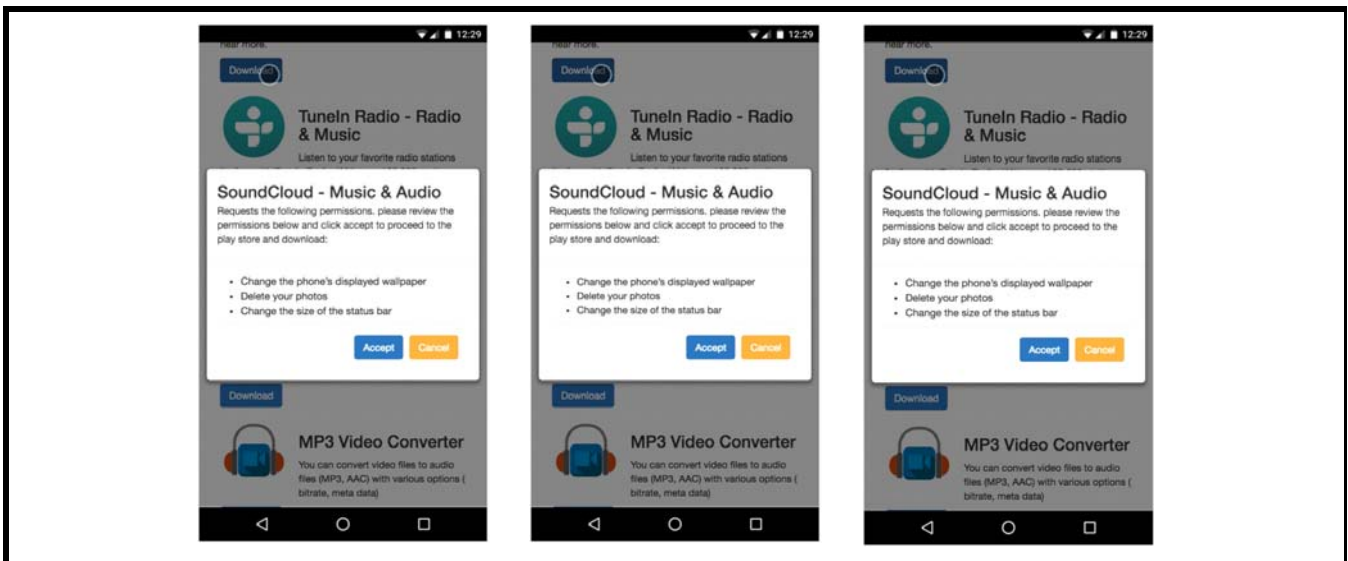 12:29
hear more.
Download
TuneIn Radio - Radio
& Music
Listen to your favorite radio stations
SoundCloud - Music & Audio
Requests the following permissions. please review the
permissions below and click accept to proceed to the
play store and download:
• Change the phone's displayed wallpaper
• Delete your photos
• Change the size of the status bar
Accept Cancel
Download
MP3 Video Converter
You can convert video files to audio
files (MP3, AAC) with various options (
bitrate, meta data)
12:29
hear more.
Download
TuneIn Radio - Radio
& Music
Listen to your favorite radio stations
SoundCloud - Music & Audio
Requests the following permissions. please review the
permissions below and click accept to proceed to the
play store and download:
• Change the phone's displayed wallpaper
• Delete your photos
• Change the size of the status bar
Accept Cancel
Download
MP3 Video Converter
You can convert video files to audio
files (MP3, AAC) with various options (
bitrate, meta data)
12:29
hear more.
Download
TuneIn Radio - Radio
& Music
Listen to your favorite radio stations
SoundCloud - Music & Audio
Requests the following permissions. please review the
permissions below and click accept to proceed to the
play store and download:
• Change the phone's displayed wallpaper
• Delete your photos
• Change the size of the status bar
Accept Cancel
Download
MP3 Video Converter
You can convert video files to audio
files (MP3, AAC) with various options (
bitrate, meta data)